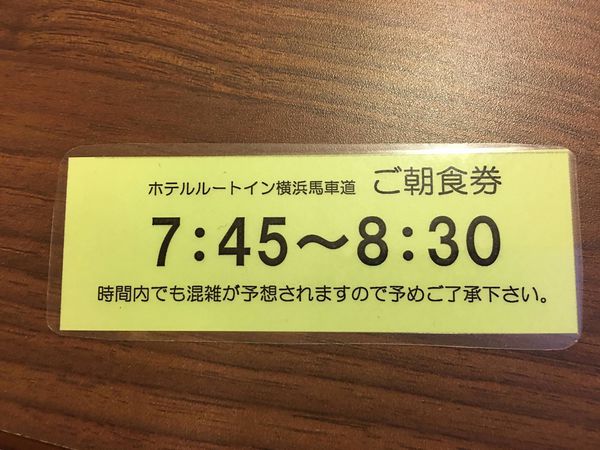 ホテルルートイン横浜馬車道 ご朝食券
7:45～8:30
時間内でも混雑が予想されますので予めご了承下さい。